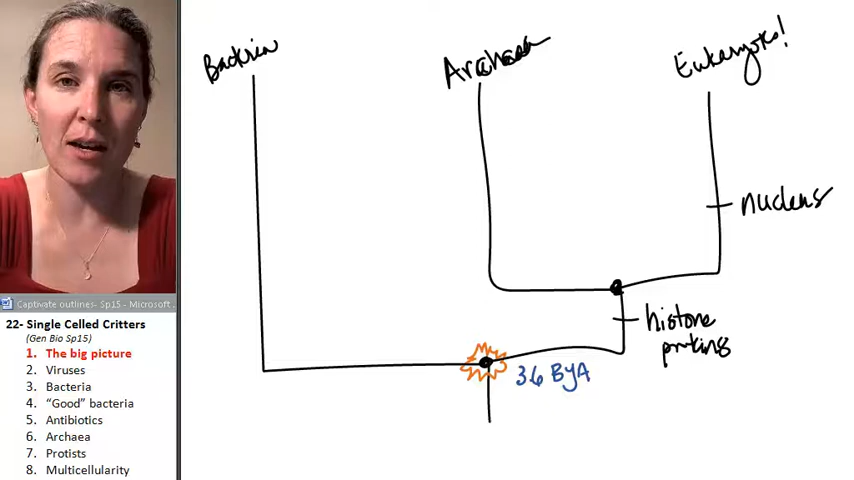 Bacteria
Archaea
Eukaryotes!
nucleus
histone
proteins
3.6 BYA
Captivate outlines- Sp15 - Microsoft ...
22- Single Celled Critters
(Gen Bio Sp15)
1. The big picture
2. Viruses
3. Bacteria
4. “Good” bacteria
5. Antibiotics
6. Archaea
7. Protists
8. Multicellularity